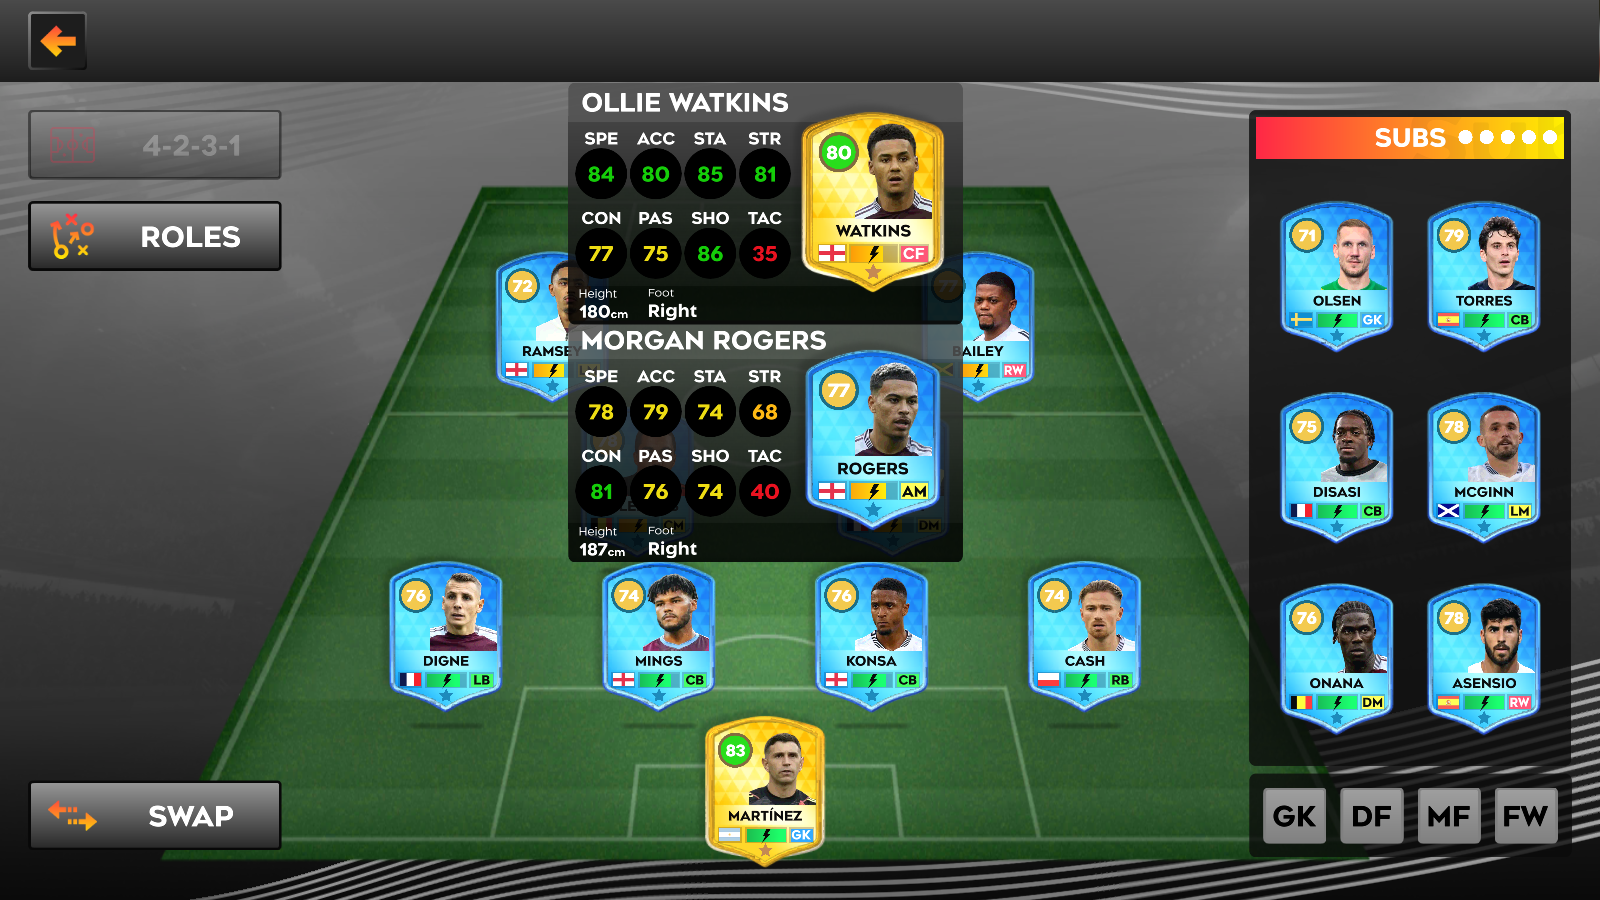 4-2-3-1
ROLES
SWAP
OLLIE WATKINS
SPE ACC STA STR
84 80 85 81
CON PAS SHO TAC
77 75 86 35
Height Foot
180cm Right
80
WATKINS
CF
MORGAN ROGERS
SPE ACC STA STR
78 79 74 68
CON PAS SHO TAC
81 76 74 40
Height Foot
187cm Right
77
ROGERS
AM
72
RAMSEY
BAILEY
RW
CM
DM
76
DIGNE
LB
74
MINGS
CB
76
KONSA
CB
74
CASH
RB
83
MARTÍNEZ
GK
SUBS
71
OLSEN
GK
79
TORRES
CB
75
DISASI
CB
78
MCGINN
LM
76
ONANA
DM
78
ASENSIO
RW
GK DF MF FW